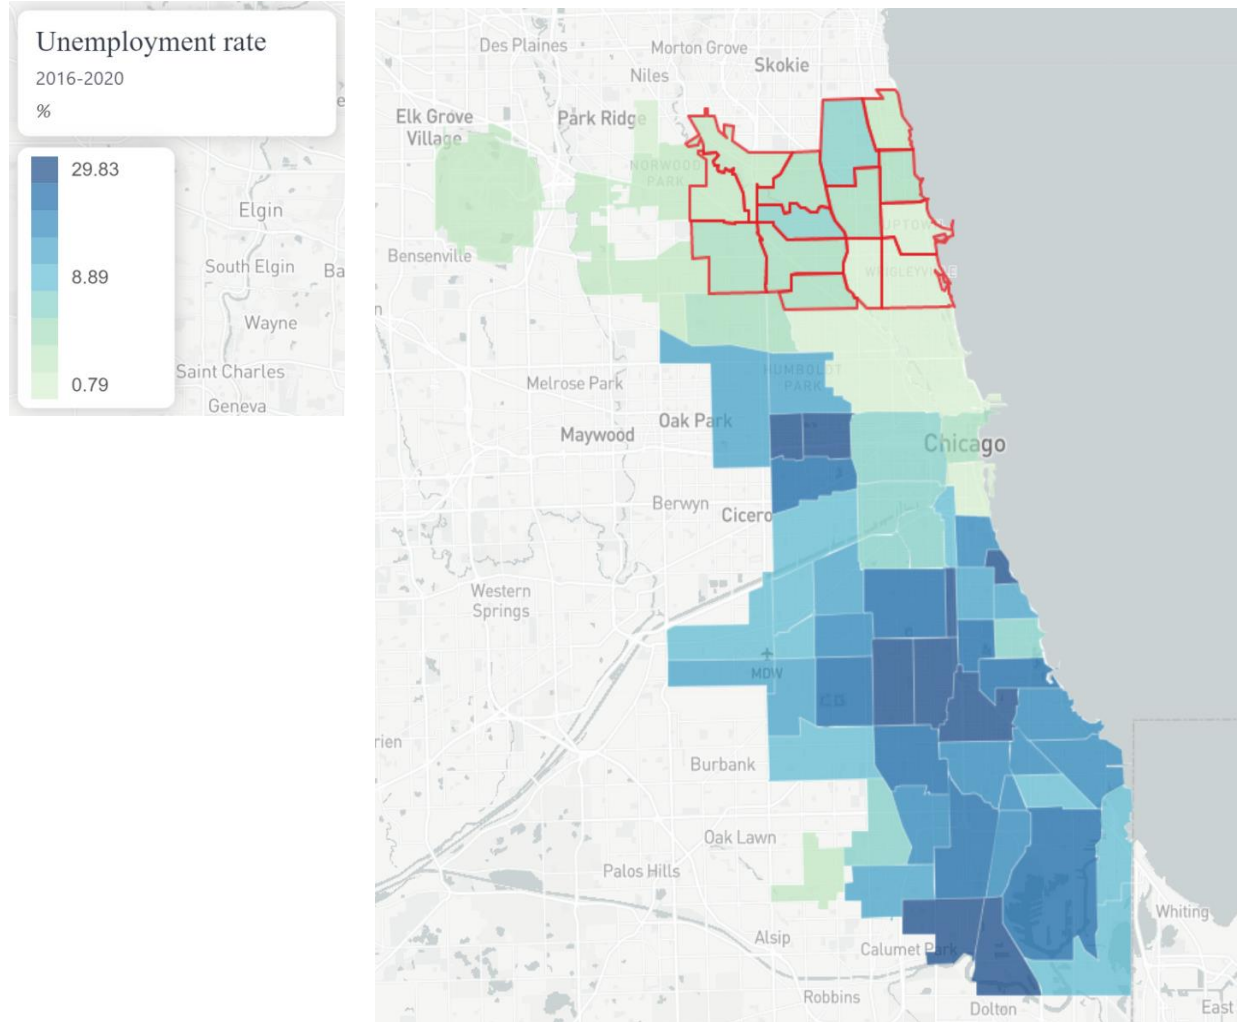 Unemployment rate
2016-2020
%
29.83
8.89
0.79
Elgin
South Elgin
Ba
Wayne
Saint Charles
Geneva
Des Plaines
Morton Grove
Skokie
Niles
Elk Grove
Village
Park Ridge
NORWOOD
PARK
UPTOWN
Bensenville
WRIGLEYVILLE
Melrose Park
HUMBOLDT
PARK
Oak Park
Maywood
Chicago
Berwyn
Cicero
Western
Springs
MDW
rien
Burbank
Oak Lawn
Palos Hills
Whiting
Alsip
Calumet Park
Robbins
Dolton
East